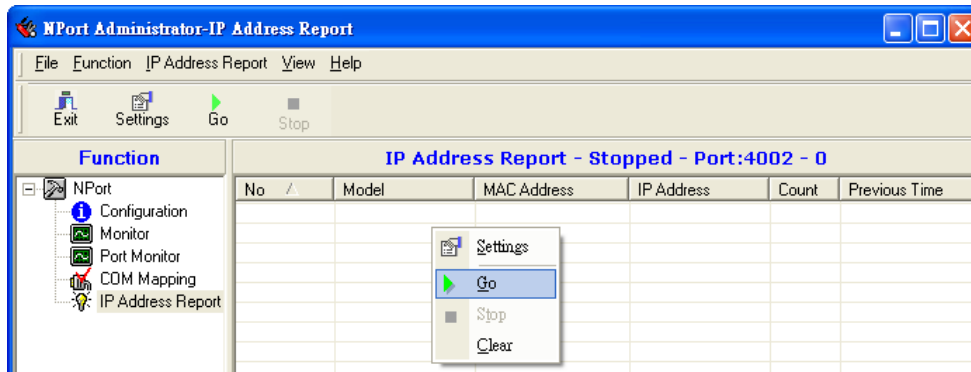 NPort Administrator-IP Address Report
File Function IP Address Report View Help
Exit Settings Go Stop
Function
IP Address Report - Stopped - Port:4002 - 0
No Model MAC Address IP Address Count Previous Time
NPort
Configuration
Monitor
Port Monitor
COM Mapping
IP Address Report
Settings
Go
Stop
Clear